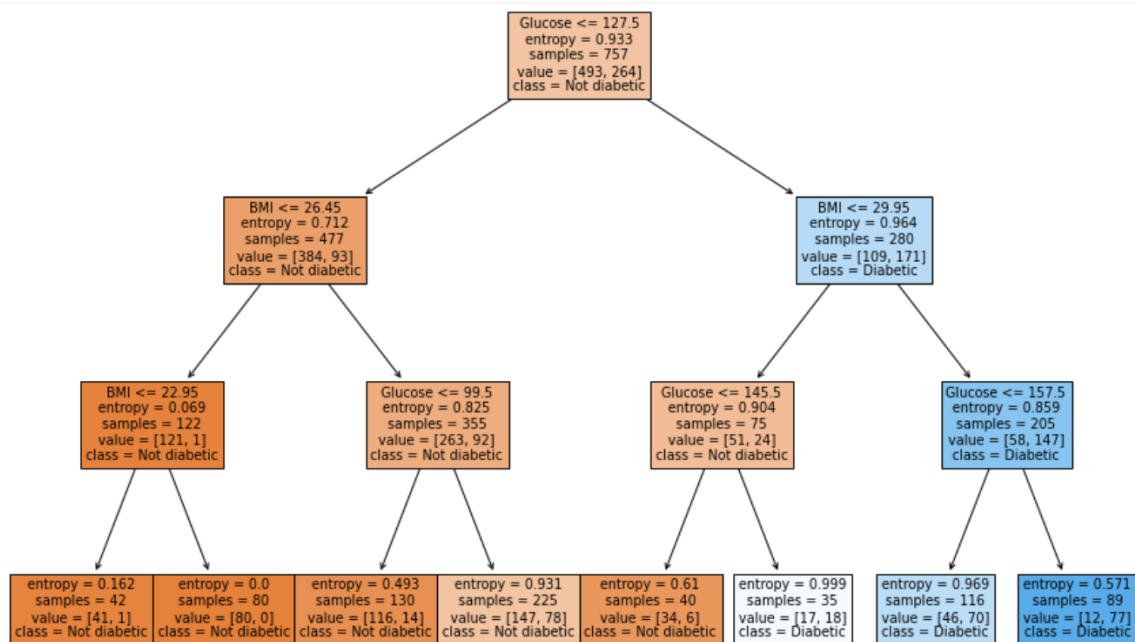 Glucose <= 127.5
entropy = 0.933
samples = 757
value = [493, 264]
class = Not diabetic
BMI <= 26.45
entropy = 0.712
samples = 477
value = [384, 93]
class = Not diabetic
BMI <= 29.95
entropy = 0.964
samples = 280
value = [109, 171]
class = Diabetic
BMI <= 22.95
entropy = 0.069
samples = 122
value = [121, 1]
class = Not diabetic
Glucose <= 99.5
entropy = 0.825
samples = 355
value = [263, 92]
class = Not diabetic
Glucose <= 145.5
entropy = 0.904
samples = 75
value = [51, 24]
class = Not diabetic
Glucose <= 157.5
entropy = 0.859
samples = 205
value = [58, 147]
class = Diabetic
entropy = 0.162
samples = 42
value = [41, 1]
class = Not diabetic
entropy = 0.0
samples = 80
value = [80, 0]
class = Not diabetic
entropy = 0.493
samples = 130
value = [116, 14]
class = Not diabetic
entropy = 0.931
samples = 225
value = [147, 78]
class = Not diabetic
entropy = 0.61
samples = 40
value = [34, 6]
class = Not diabetic
entropy = 0.999
samples = 35
value = [17, 18]
class = Diabetic
entropy = 0.969
samples = 116
value = [46, 70]
class = Diabetic
entropy = 0.571
samples = 89
value = [12, 77]
class = Diabetic